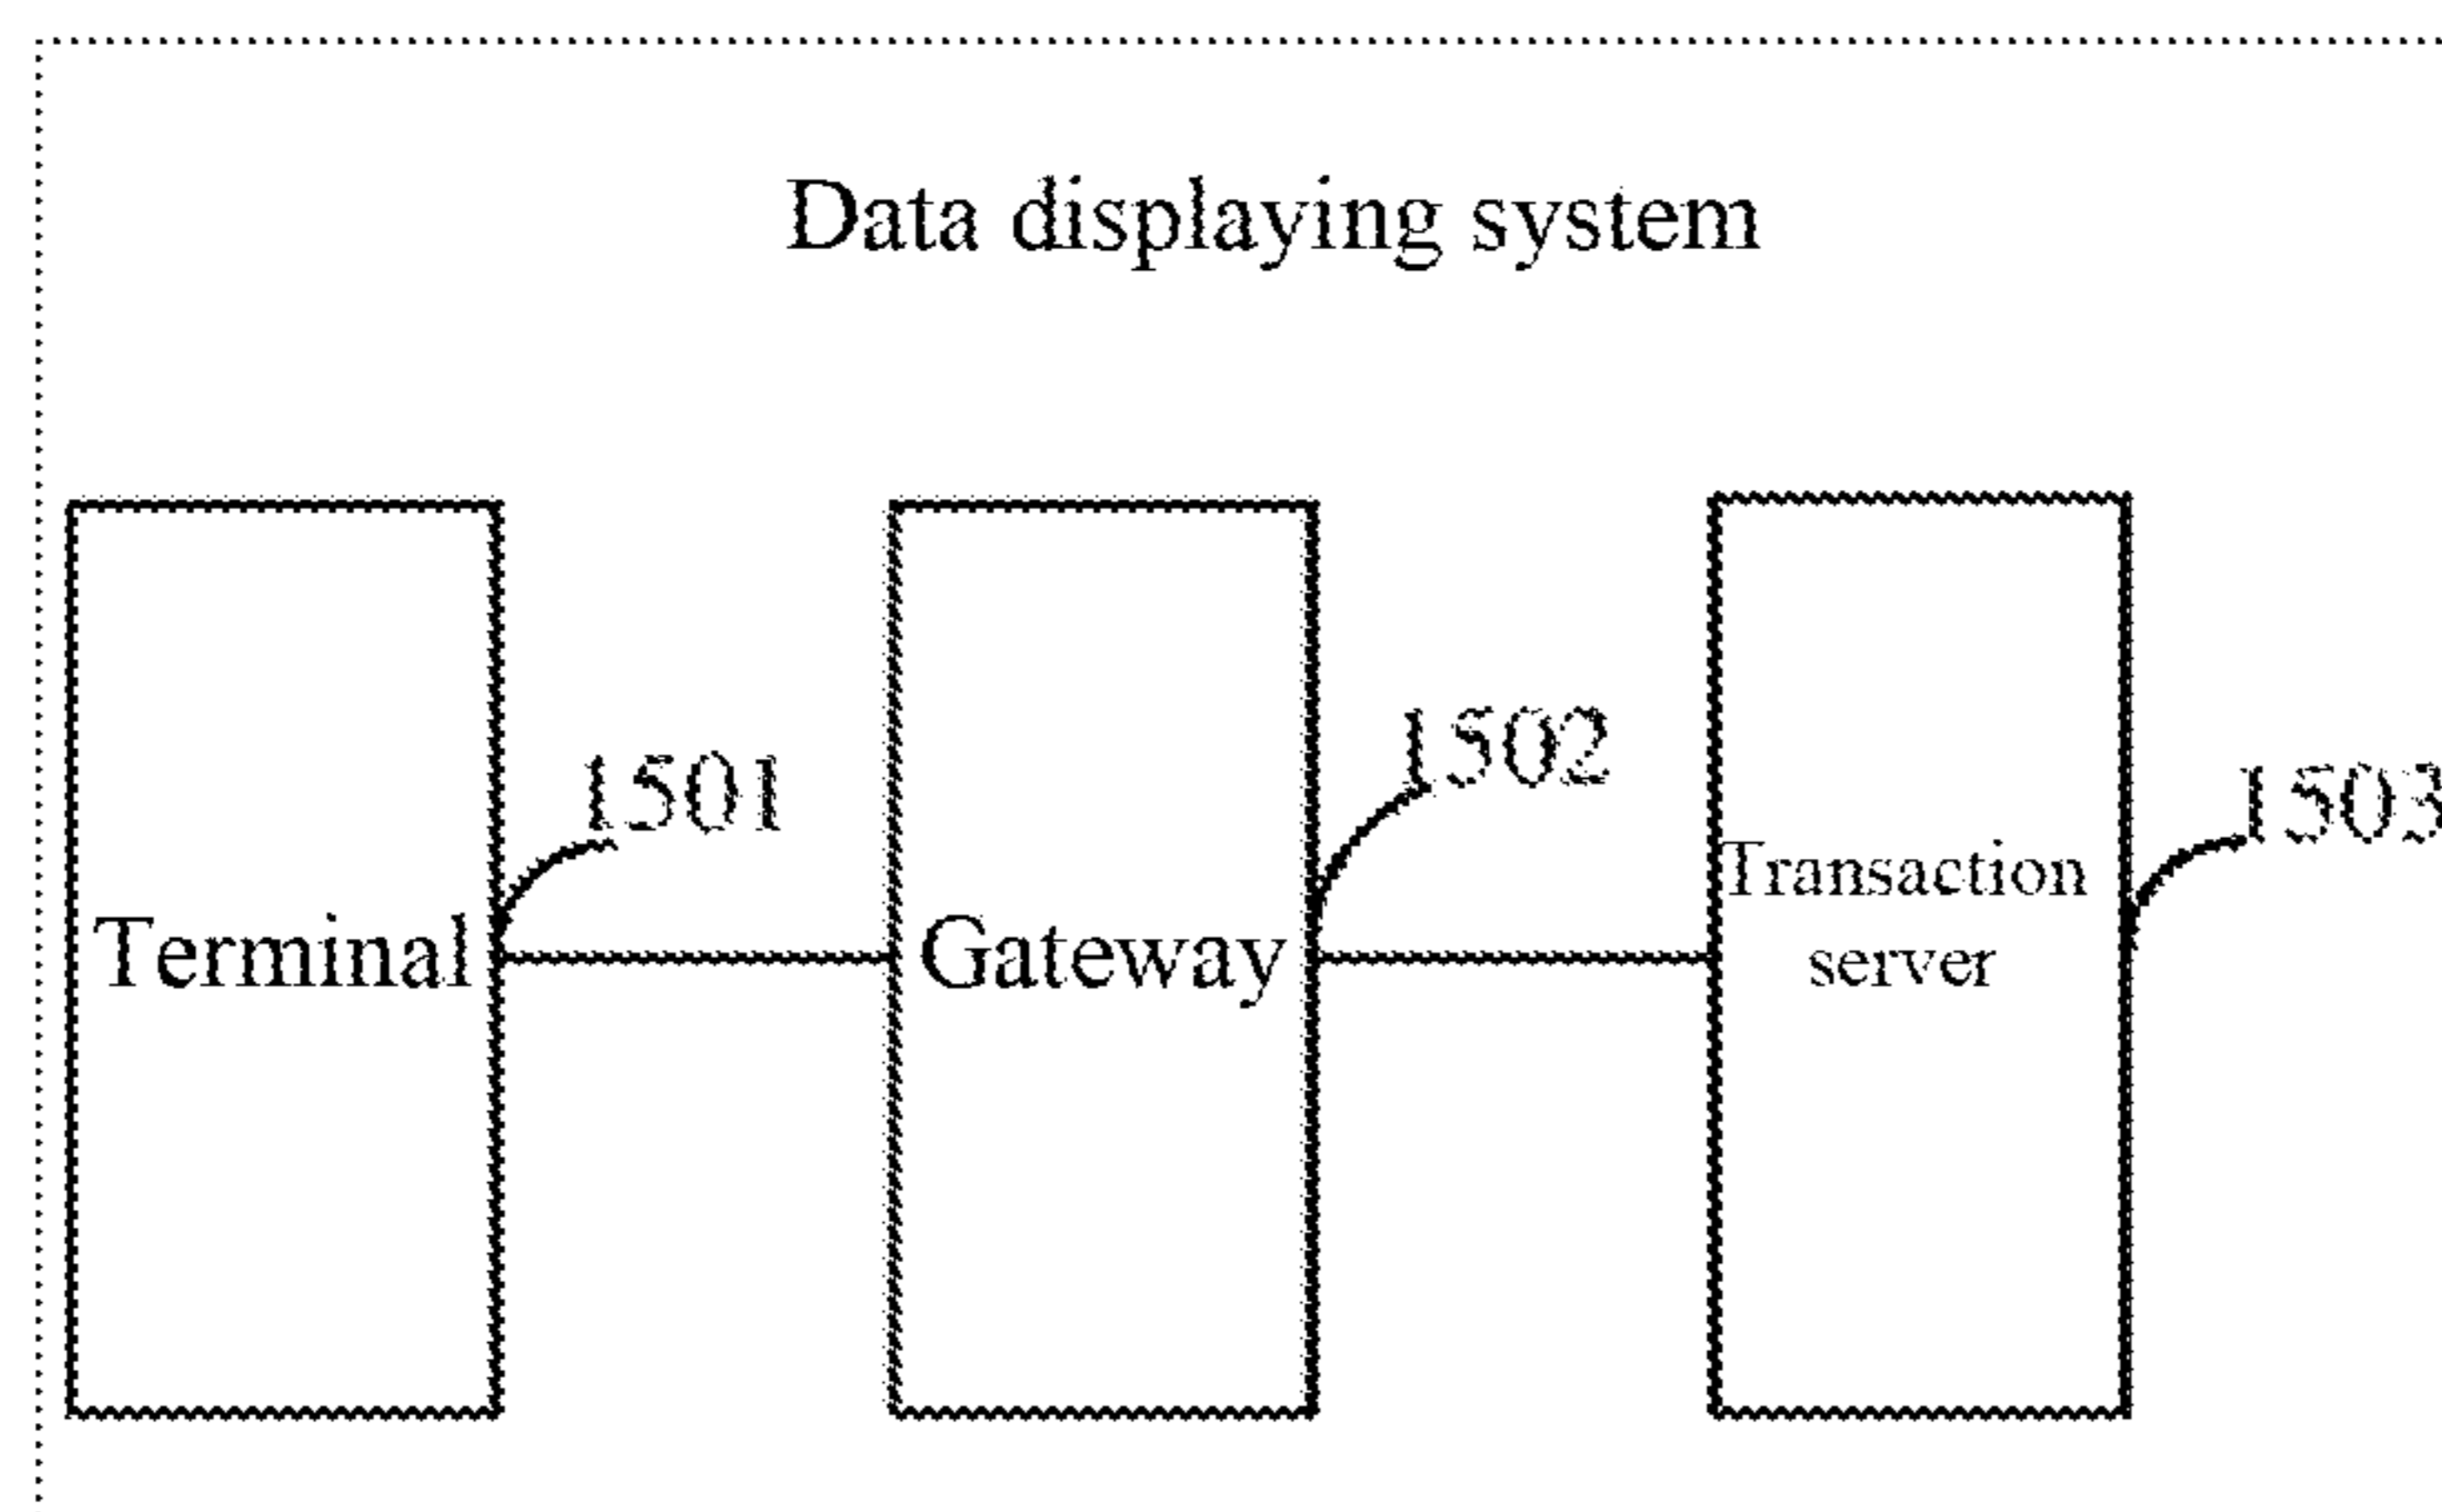 Data displaying system
1501
1502
1503
Terminal
Gateway
Transaction
server